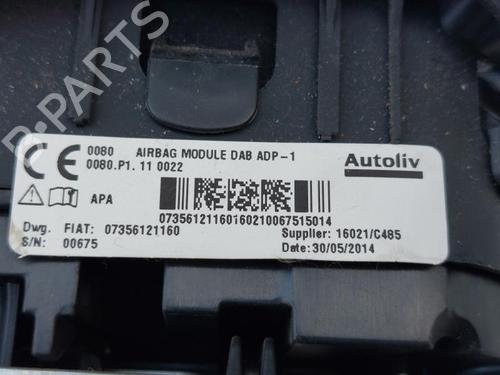 CE 0080 AIRBAG MODULE DAB ADP-1
0080.P1. 11 0022
Autoliv
APA
07356121160160210067515014
Dwg. FIAT: 07356121160
Supplier: 16021/C485
S/N: 00675
Date: 30/05/2014
B-PARTS